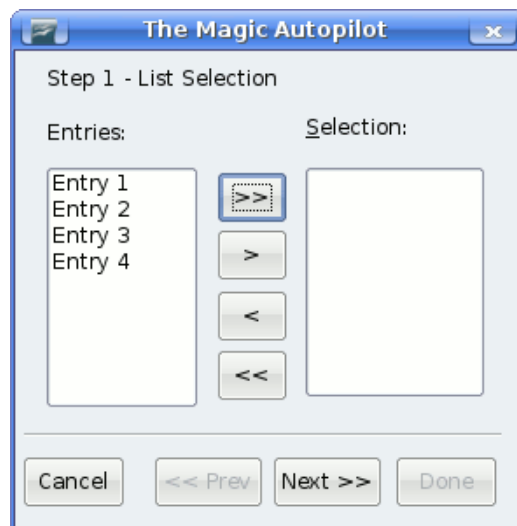 The Magic Autopilot
x
Step 1 - List Selection
Entries:
Selection:
Entry 1
Entry 2
Entry 3
Entry 4
>>
>
<
<<
Cancel
<< Prev
Next >>
Done